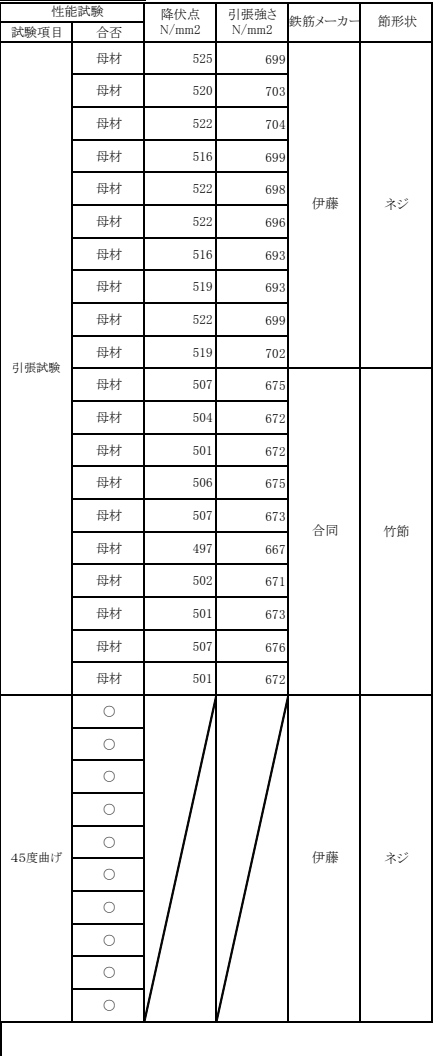 性能試験 降伏点 N/mm2 引張強さ N/mm2 鉄筋メーカー 節形状
試験項目 合否
母材 525 699
母材 520 703
母材 522 704
母材 516 699
母材 522 698
伊藤 ネジ
母材 522 696
母材 516 693
母材 519 693
母材 522 699
母材 519 702
引張試験
母材 507 675
母材 504 672
母材 501 672
母材 506 675
母材 507 673
合同 竹節
母材 497 667
母材 502 671
母材 501 673
母材 507 676
母材 501 672
○
○
○
○
○
45度曲げ 伊藤 ネジ
○
○
○
○
○